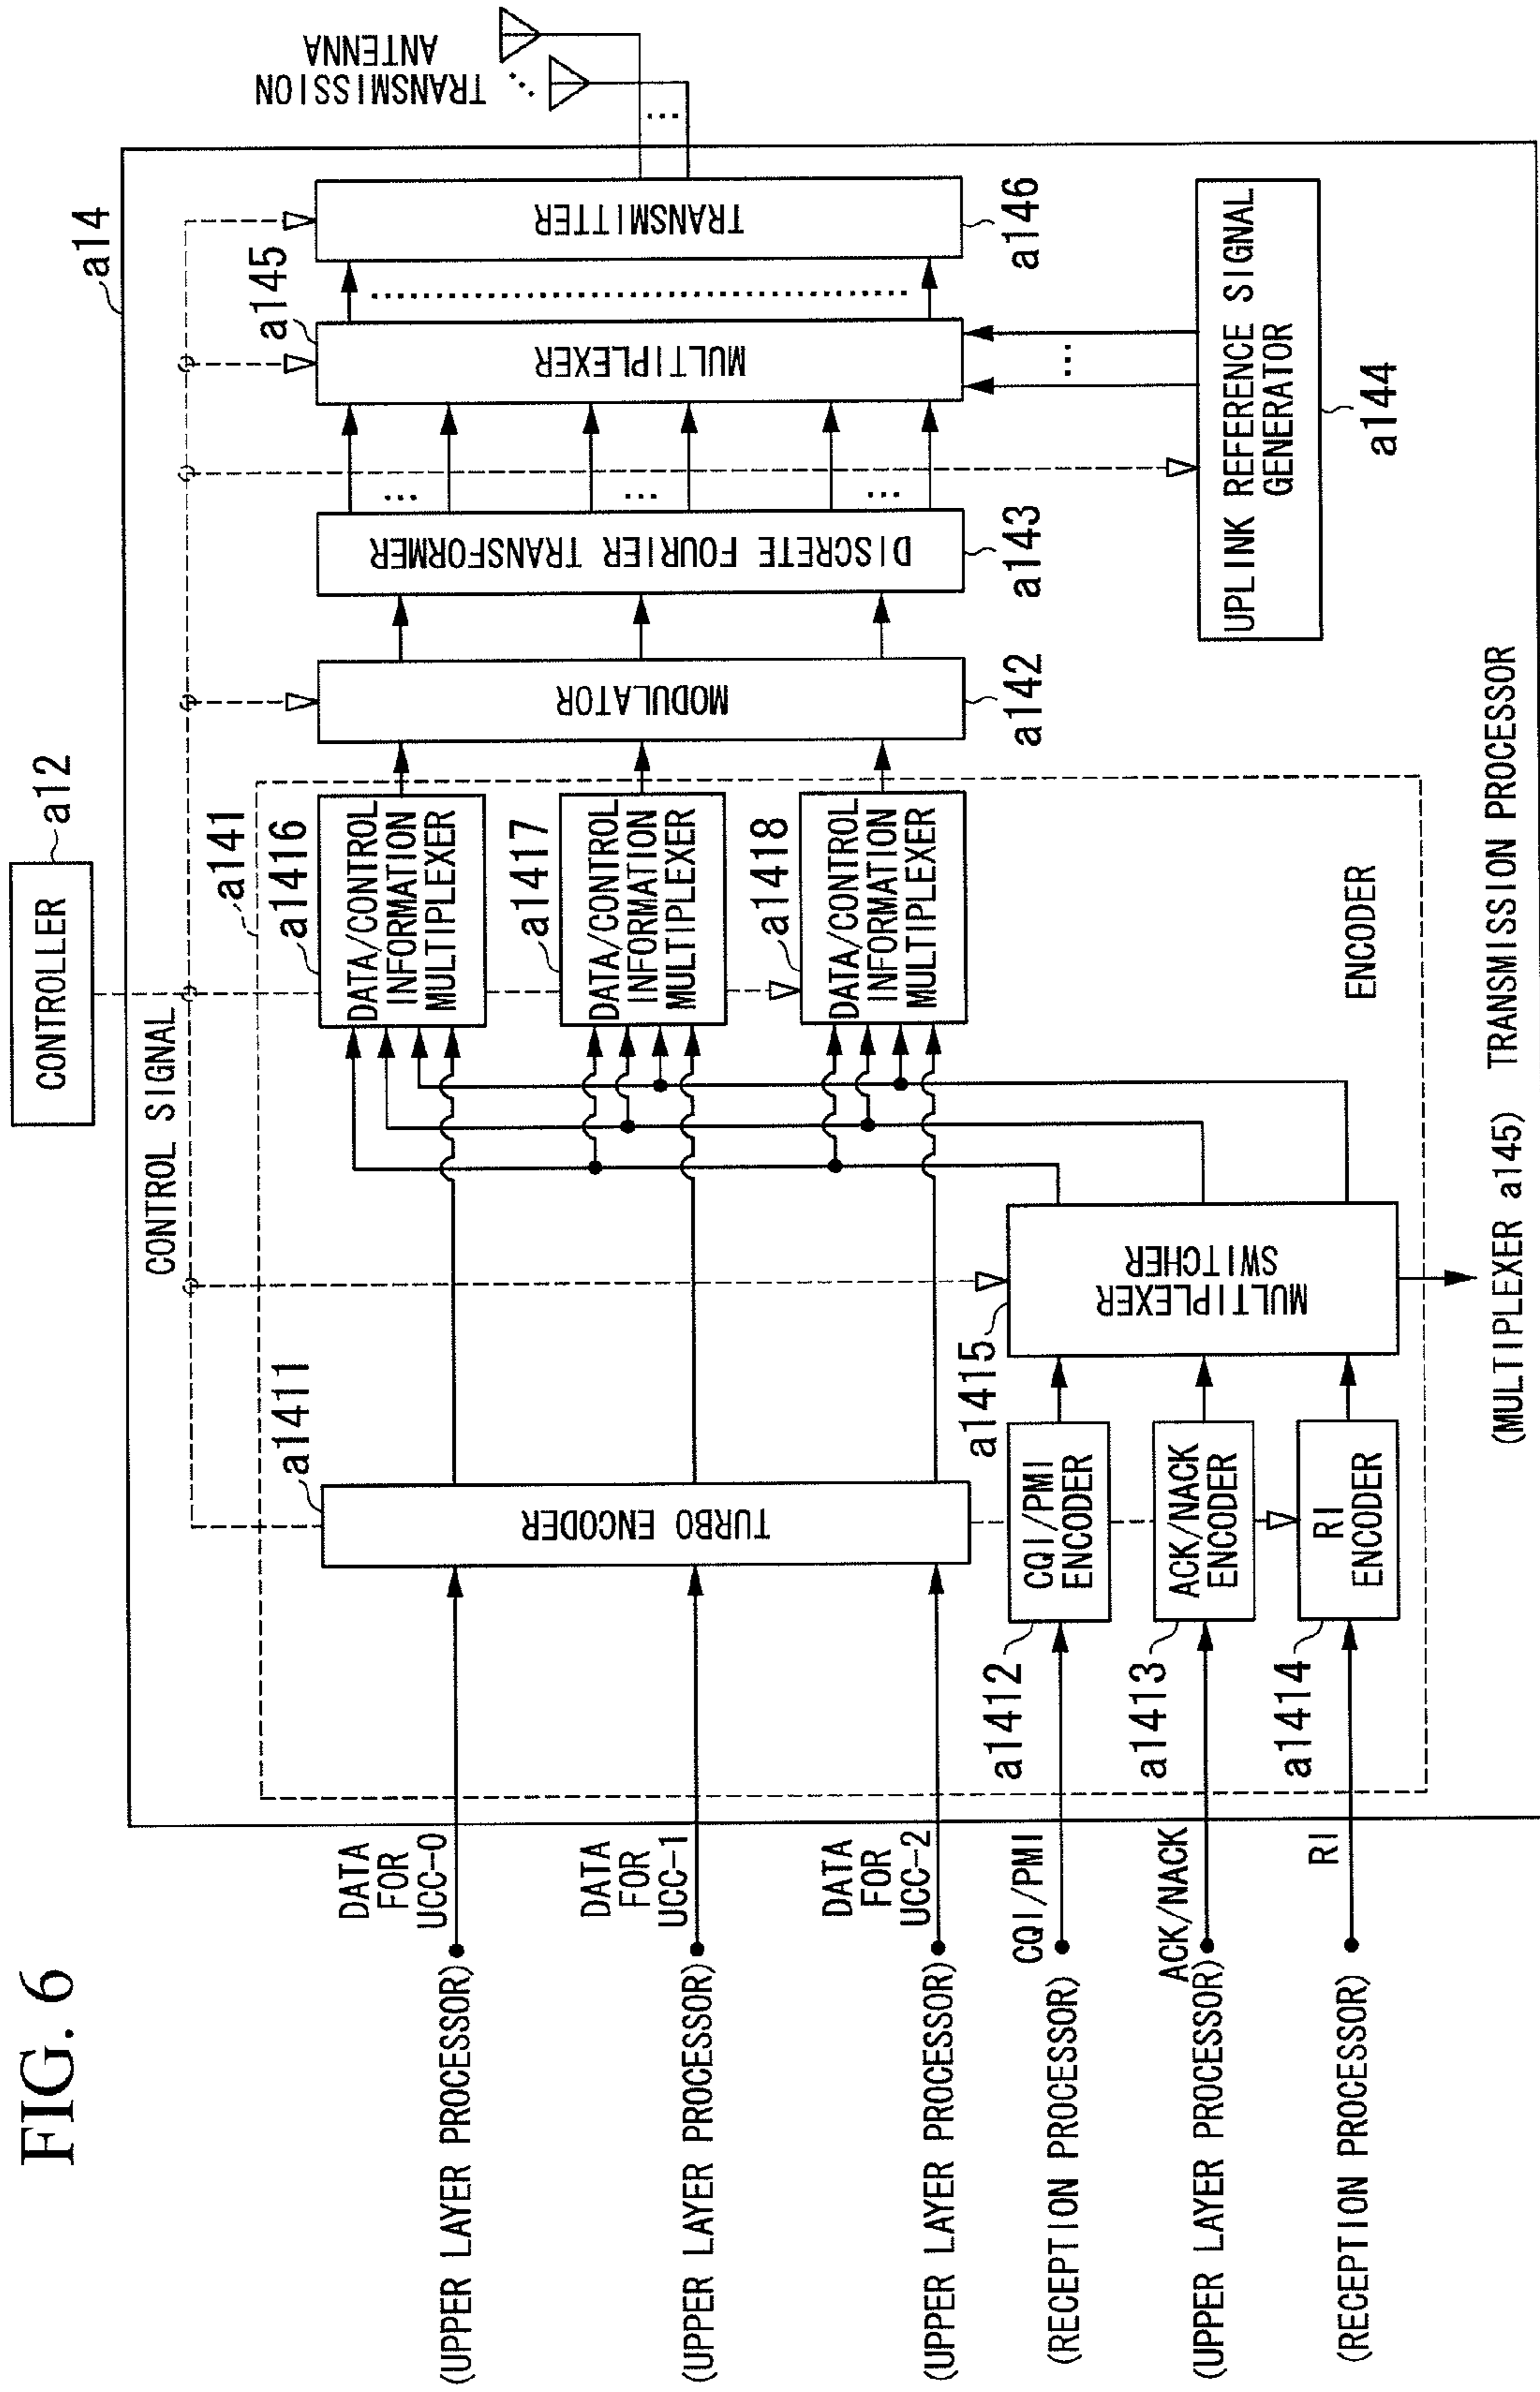 FIG. 6
CONTROLLER
a12
a14
CONTROL SIGNAL
a141
TRANSMISSION
ANTENNA
(UPPER LAYER PROCESSOR)
DATA
FOR
UCC-0
(UPPER LAYER PROCESSOR)
DATA
FOR
UCC-1
(UPPER LAYER PROCESSOR)
DATA
FOR
UCC-2
(RECEPTION PROCESSOR)
CQI/PMI
(UPPER LAYER PROCESSOR)
ACK/NACK
(RECEPTION PROCESSOR)
RI
a1411
TURBO ENCODER
a1412
CQI/PMI
ENCODER
a1413
ACK/NACK
ENCODER
a1414
RI
ENCODER
a1415
MULTIPLEXER
SWITCHER
a1416
DATA/CONTROL
INFORMATION
MULTIPLEXER
a1417
DATA/CONTROL
INFORMATION
MULTIPLEXER
a1418
DATA/CONTROL
INFORMATION
MULTIPLEXER
ENCODER
MODULATOR
a142
DISCRETE FOURIER TRANSFORMER
a143
a145
MULTIPLEXER
TRANSMITTER
a146
UPLINK REFERENCE SIGNAL
GENERATOR
a144
(MULTIPLEXER a145)
TRANSMISSION PROCESSOR